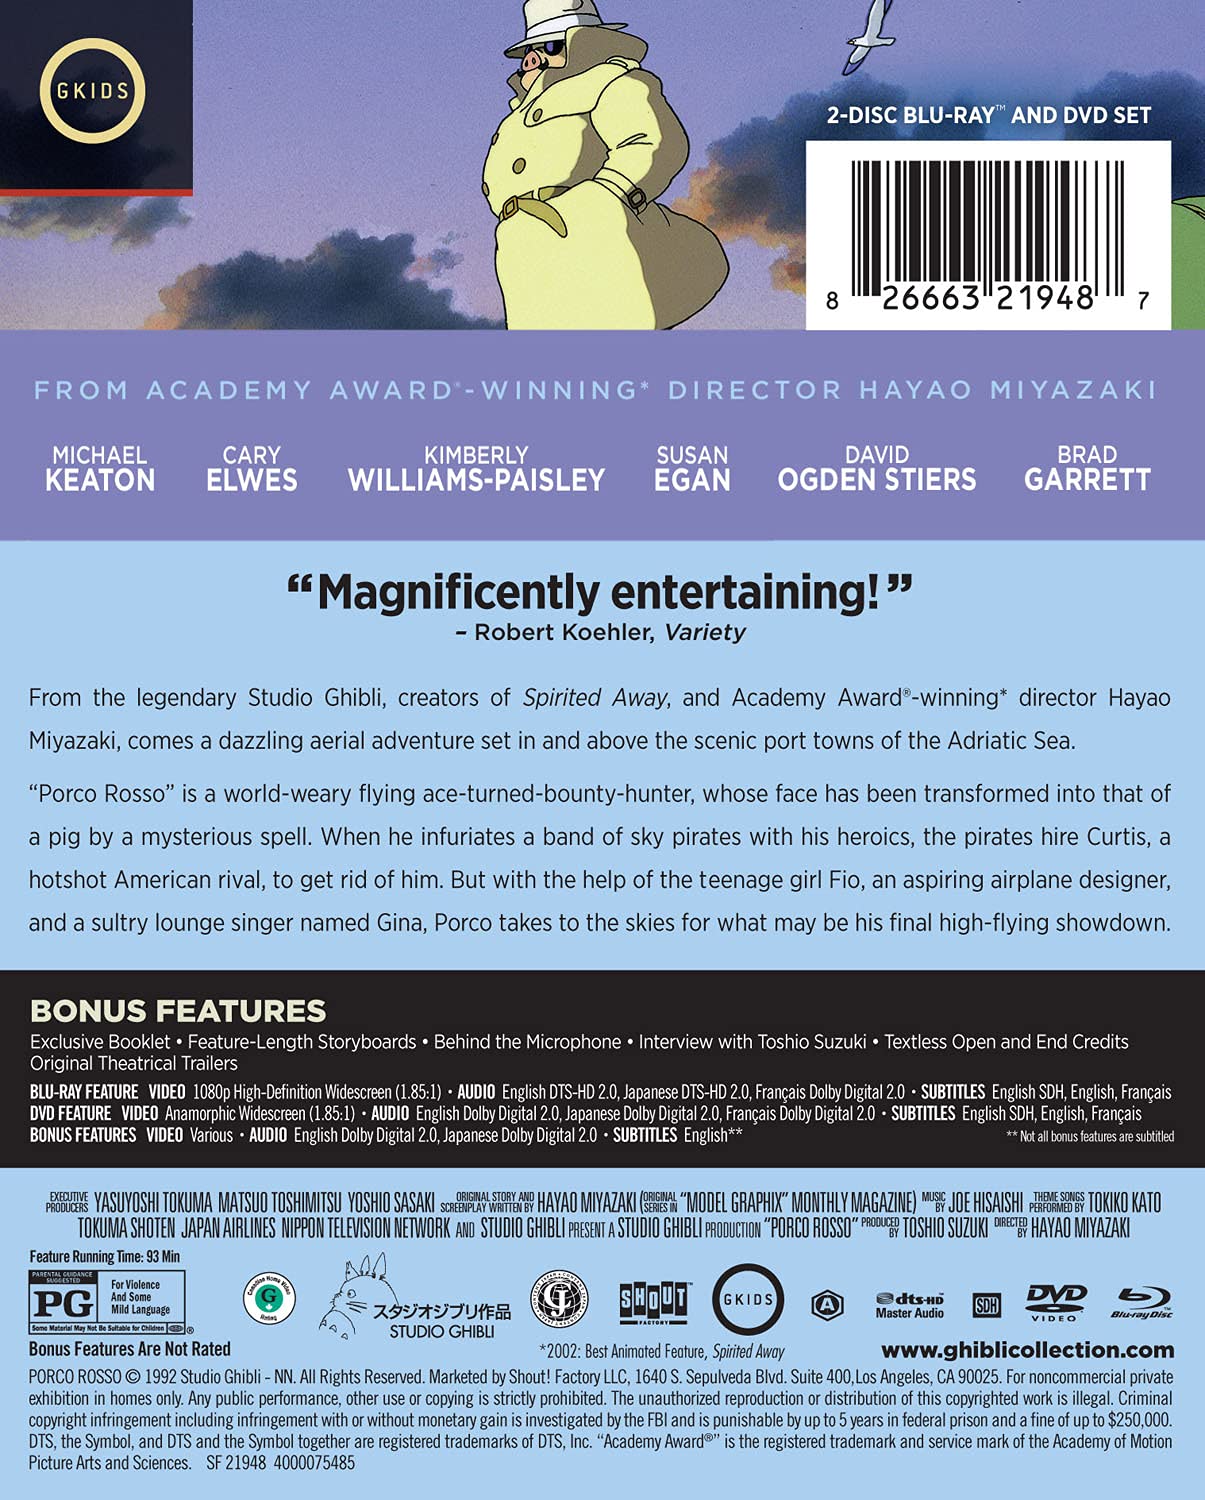 GKIDS
2-DISC BLU-RAY™ AND DVD SET
8 26663 21948 7
FROM ACADEMY AWARD®-WINNING* DIRECTOR HAYAO MIYAZAKI
MICHAEL KEATON
CARY ELWES
KIMBERLY WILLIAMS-PAISLEY
SUSAN EGAN
DAVID OGDEN STIERS
BRAD GARRETT
“Magnificently entertaining!”
– Robert Koehler, Variety
From the legendary Studio Ghibli, creators of Spirited Away, and Academy Award®-winning* director Hayao
Miyazaki, comes a dazzling aerial adventure set in and above the scenic port towns of the Adriatic Sea.
“Porco Rosso” is a world-weary flying ace-turned-bounty-hunter, whose face has been transformed into that of
a pig by a mysterious spell. When he infuriates a band of sky pirates with his heroics, the pirates hire Curtis, a
hotshot American rival, to get rid of him. But with the help of the teenage girl Fio, an aspiring airplane designer,
and a sultry lounge singer named Gina, Porco takes to the skies for what may be his final high-flying showdown.
BONUS FEATURES
Exclusive Booklet • Feature-Length Storyboards • Behind the Microphone • Interview with Toshio Suzuki • Textless Open and End Credits
Original Theatrical Trailers
BLU-RAY FEATURE VIDEO 1080p High-Definition Widescreen (1.85:1) • AUDIO English DTS-HD 2.0, Japanese DTS-HD 2.0, Français Dolby Digital 2.0 • SUBTITLES English SDH, English, Français
DVD FEATURE VIDEO Anamorphic Widescreen (1.85:1) • AUDIO English Dolby Digital 2.0, Japanese Dolby Digital 2.0, Français Dolby Digital 2.0 • SUBTITLES English SDH, English, Français
BONUS FEATURES VIDEO Various • AUDIO English Dolby Digital 2.0, Japanese Dolby Digital 2.0 • SUBTITLES English** ** Not all bonus features are subtitled
EXECUTIVE PRODUCERS YASUYOSHI TOKUMA MATSUO TOSHIMITSU YOSHIO SASAKI ORIGINAL STORY AND SCREENPLAY WRITTEN BY HAYAO MIYAZAKI (ORIGINAL SERIES IN “MODEL GRAPHIX” MONTHLY MAGAZINE) MUSIC BY JOE HISAISHI THEME SONGS PERFORMED BY TOKIKO KATO
TOKUMA SHOTEN JAPAN AIRLINES NIPPON TELEVISION NETWORK AND STUDIO GHIBLI PRESENT A STUDIO GHIBLI PRODUCTION “PORCO ROSSO” PRODUCED BY TOSHIO SUZUKI DIRECTED BY HAYAO MIYAZAKI
Feature Running Time: 93 Min
PARENTAL GUIDANCE SUGGESTED
PG
For Violence
And Some
Mild Language
Some Material May Not Be Suitable for Children
®
G
スタジオジブリ作品
STUDIO GHIBLI
SHOUT™
FACTORY
GKIDS
A
dts-HD
Master Audio
SDH
DVD
VIDEO
Blu-ray Disc™
Bonus Features Are Not Rated
*2002: Best Animated Feature, Spirited Away
www.ghiblicollection.com
PORCO ROSSO © 1992 Studio Ghibli - NN. All Rights Reserved. Marketed by Shout! Factory LLC, 1640 S. Sepulveda Blvd. Suite 400,Los Angeles, CA 90025. For noncommercial private
exhibition in homes only. Any public performance, other use or copying is strictly prohibited. The unauthorized reproduction or distribution of this copyrighted work is illegal. Criminal
copyright infringement including infringement with or without monetary gain is investigated by the FBI and is punishable by up to 5 years in federal prison and a fine of up to $250,000.
DTS, the Symbol, and DTS and the Symbol together are registered trademarks of DTS, Inc. “Academy Award®” is the registered trademark and service mark of the Academy of Motion
Picture Arts and Sciences. SF 21948 4000075485